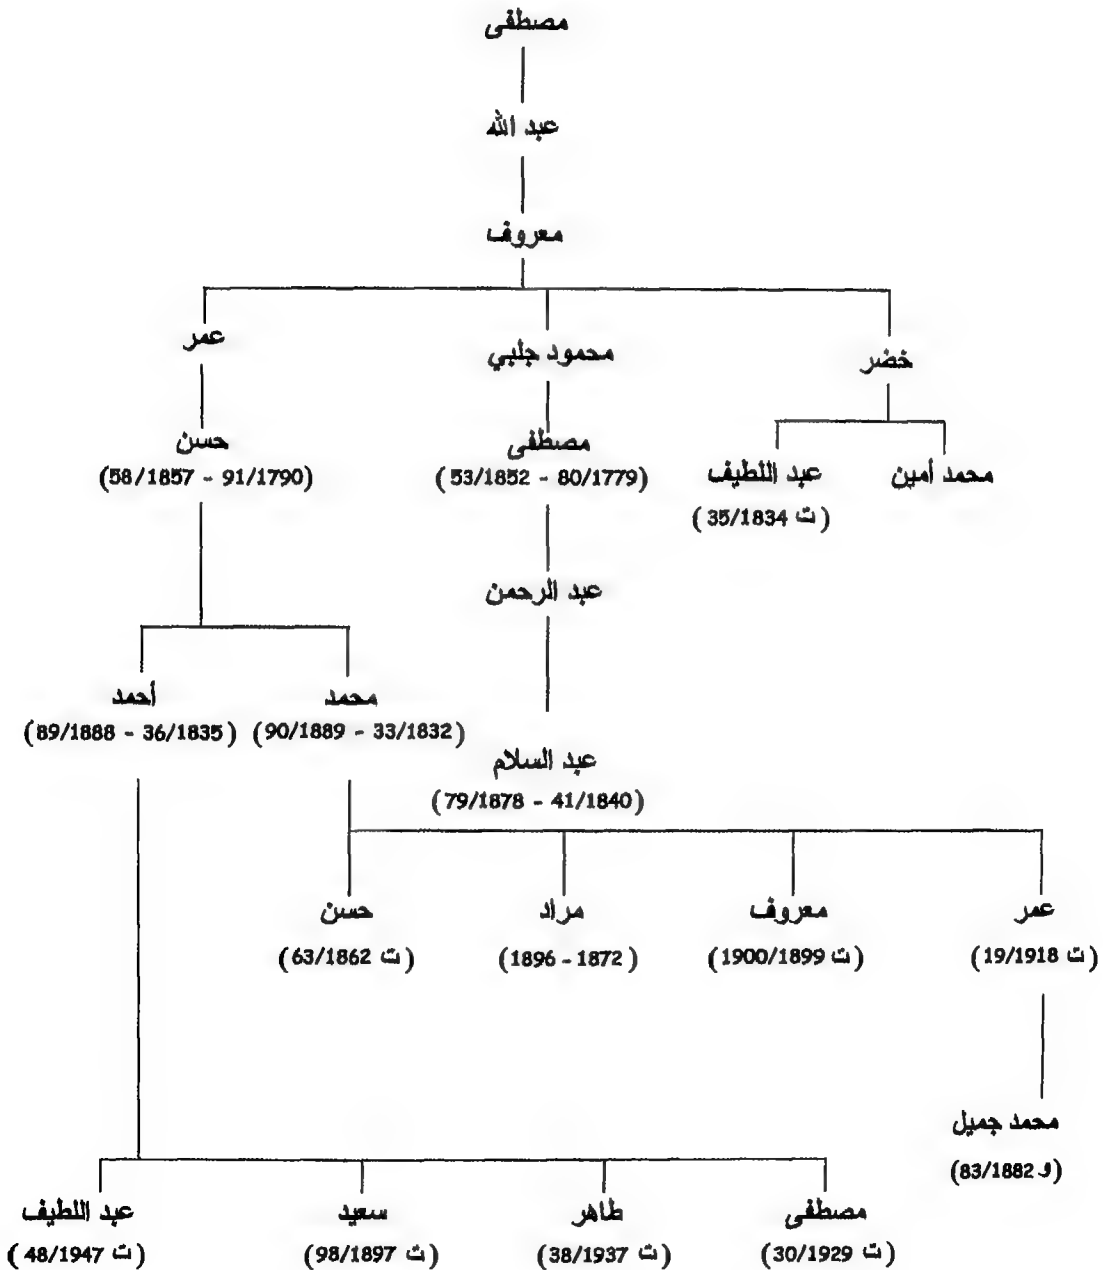 مصطفى
عبد الله
معروف
خضر
محمود جلبي
عمر
محمد أمين
عبد اللطيف
(ت 35/1834)
مصطفى
(53/1852 - 80/1779)
حسن
(58/1857 - 91/1790)
عبد الرحمن
محمد
(90/1889 - 33/1832)
أحمد
(89/1888 - 36/1835)
عبد السلام
(79/1878 - 41/1840)
عمر
(ت 19/1918)
معروف
(ت 1900/1899)
مراد
(1896 - 1872)
حسن
(ت 63/1862)
محمد جميل
(و 83/1882)
مصطفى
(ت 30/1929)
طاهر
(ت 38/1937)
سعيد
(ت 98/1897)
عبد اللطيف
(ت 48/1947)